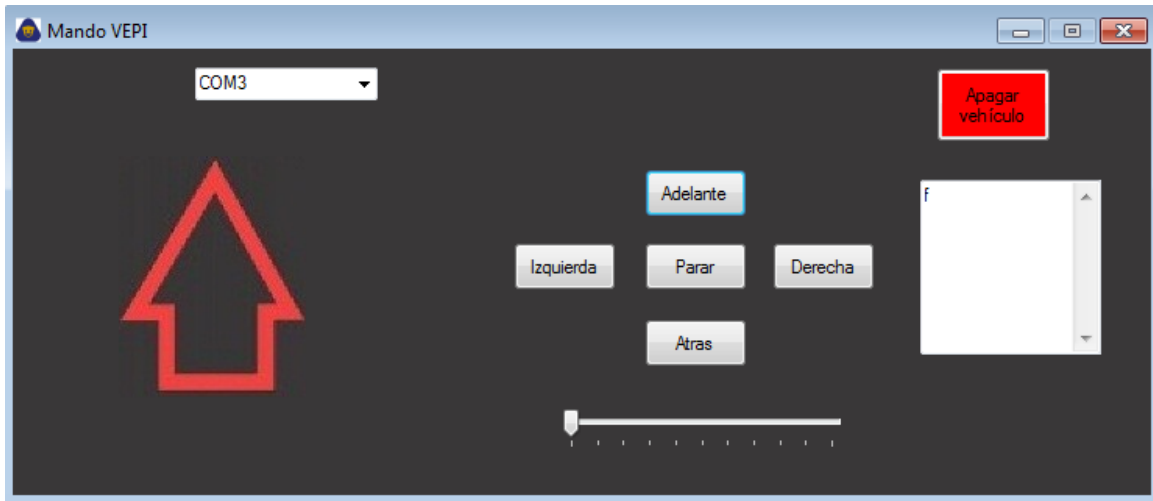 Mando VEPI
COM3
Apagar
vehículo
Adelante
f
Izquierda
Parar
Derecha
Atras